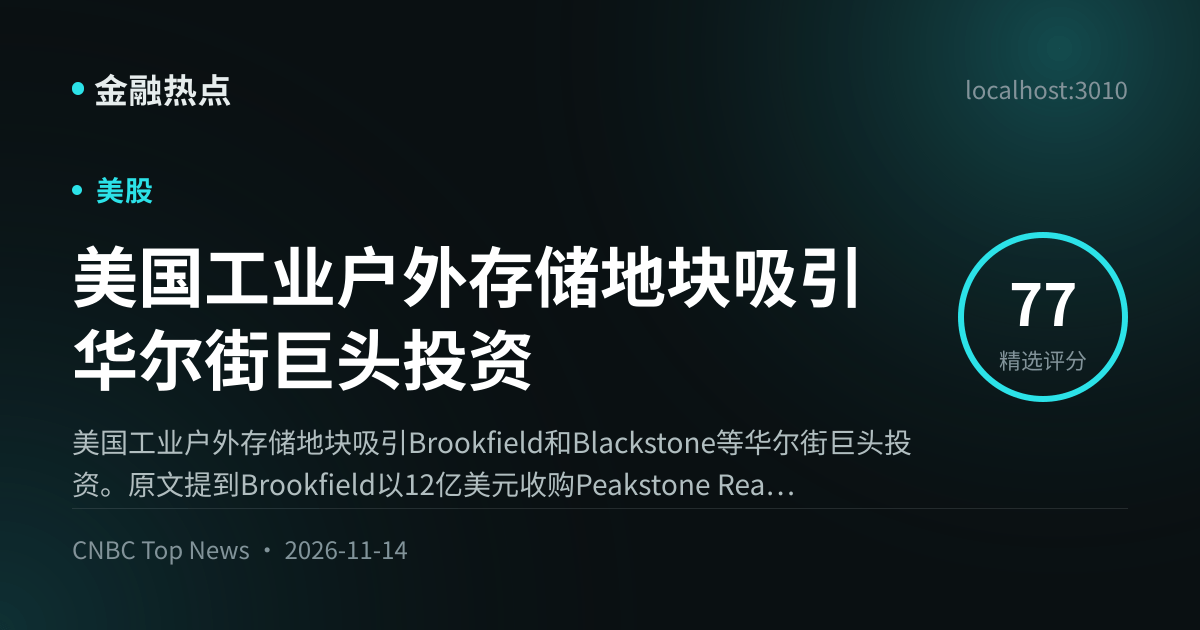 金融热点
localhost:3010
美股
美国工业户外存储地块吸引
华尔街巨头投资
77
精选评分
美国工业户外存储地块吸引Brookfield和Blackstone等华尔街巨头投
资。原文提到Brookfield以12亿美元收购Peakstone Rea…
CNBC Top News • 2026-11-14